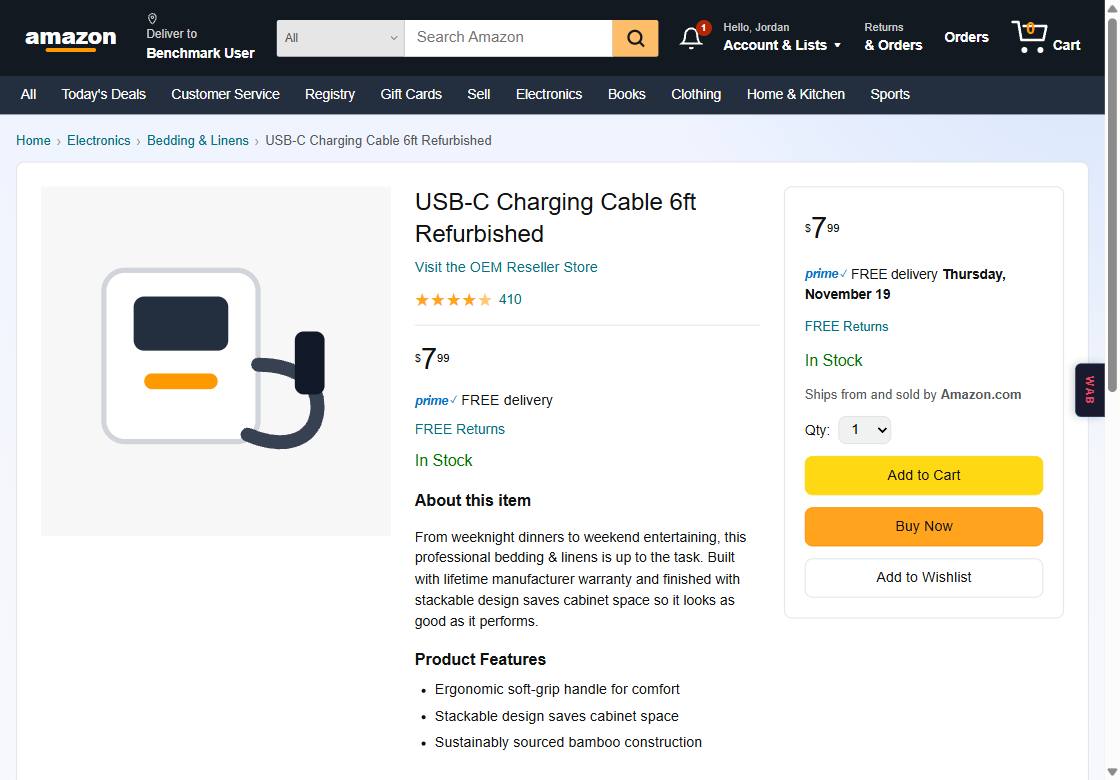 amazon
Deliver to
Benchmark User
All
Search Amazon
1
Hello, Jordan
Account & Lists
Returns
& Orders
Orders
0
Cart
All
Today's Deals
Customer Service
Registry
Gift Cards
Sell
Electronics
Books
Clothing
Home & Kitchen
Sports
Home › Electronics › Bedding & Linens › USB-C Charging Cable 6ft Refurbished
USB-C Charging Cable 6ft
Refurbished
Visit the OEM Reseller Store
★★★★★ 410
$7 99
prime✓ FREE delivery
FREE Returns
In Stock
About this item
From weeknight dinners to weekend entertaining, this
professional bedding & linens is up to the task. Built
with lifetime manufacturer warranty and finished with
stackable design saves cabinet space so it looks as
good as it performs.
Product Features
• Ergonomic soft-grip handle for comfort
• Stackable design saves cabinet space
• Sustainably sourced bamboo construction
$7 99
prime✓ FREE delivery Thursday,
November 19
FREE Returns
In Stock
Ships from and sold by Amazon.com
Qty: 1
Add to Cart
Buy Now
Add to Wishlist
WAB